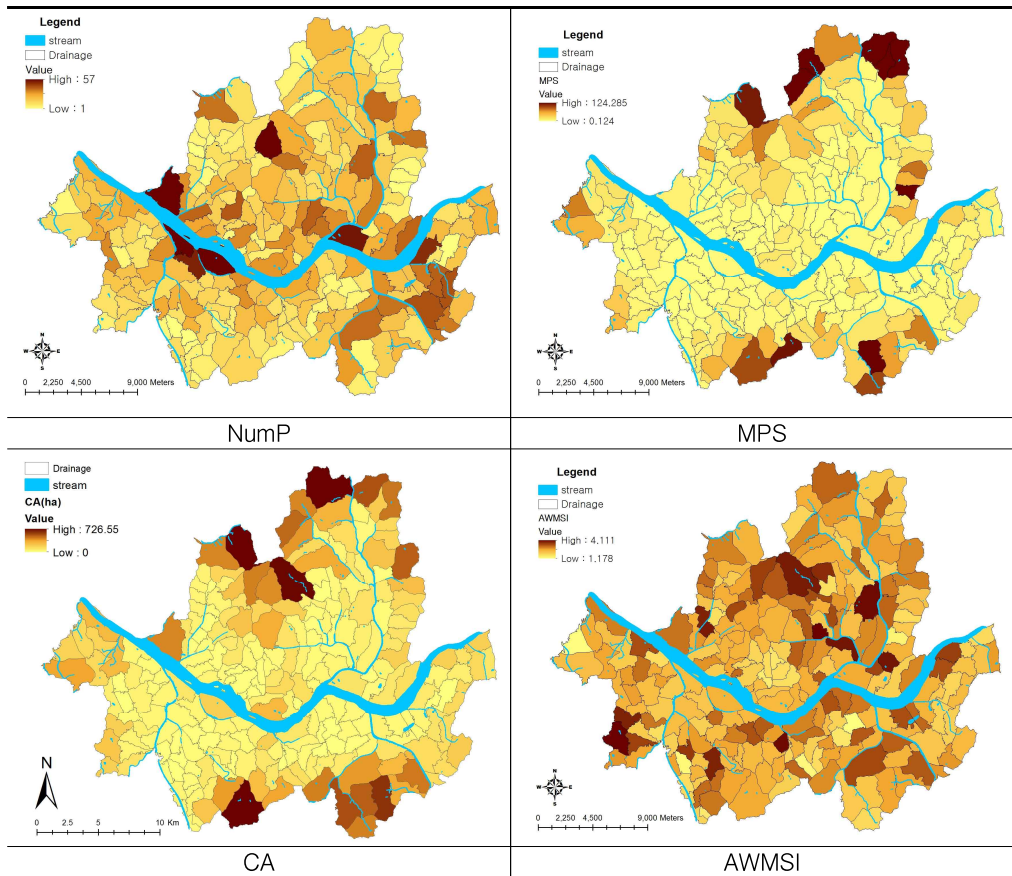 Legend
stream
Drainage
Value
High : 57
Low : 1
N
W E
S
0 2,250 4,500 9,000 Meters
NumP
Legend
stream
Drainage
MPS
Value
High : 124.285
Low : 0.124
N
W E
S
0 2,250 4,500 9,000 Meters
MPS
Drainage
stream
CA(ha)
Value
High : 726.55
Low : 0
N
0 2.5 5 10 Km
CA
Legend
stream
Drainage
AWMSI
Value
High : 4.111
Low : 1.178
N
W E
S
0 2,250 4,500 9,000 Meters
AWMSI